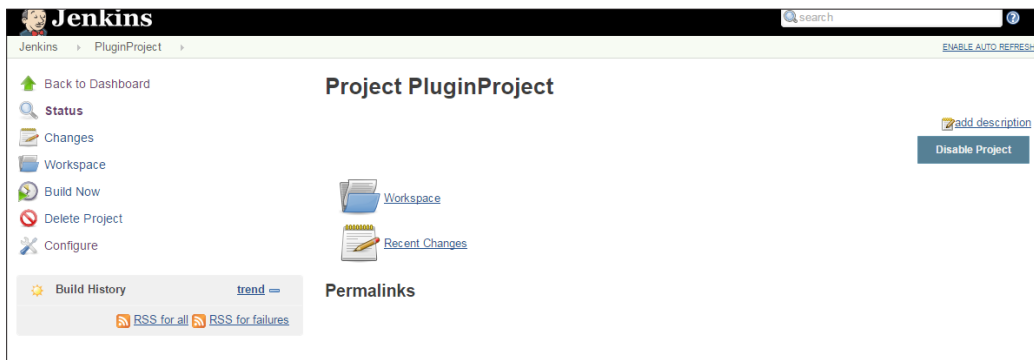 Jenkins
search
Jenkins PluginProject
ENABLE AUTO REFRESH
Back to Dashboard
Status
Changes
Workspace
Build Now
Delete Project
Configure
Build History trend
RSS for all RSS for failures
Project PluginProject
add description
Disable Project
Workspace
Recent Changes
Permalinks